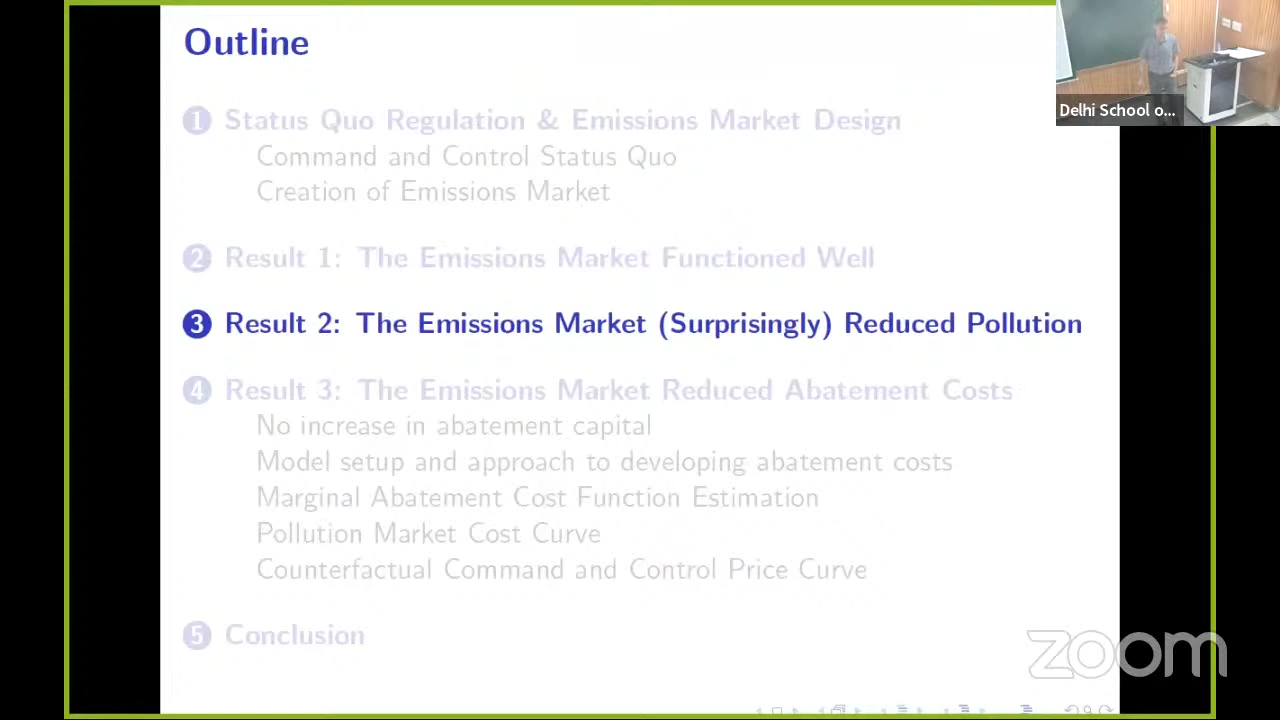 Outline
1 Status Quo Regulation & Emissions Market Design
Command and Control Status Quo
Creation of Emissions Market
2 Result 1: The Emissions Market Functioned Well
3 Result 2: The Emissions Market (Surprisingly) Reduced Pollution
4 Result 3: The Emissions Market Reduced Abatement Costs
No increase in abatement capital
Model setup and approach to developing abatement costs
Marginal Abatement Cost Function Estimation
Pollution Market Cost Curve
Counterfactual Command and Control Price Curve
5 Conclusion
Delhi School o...
zoom